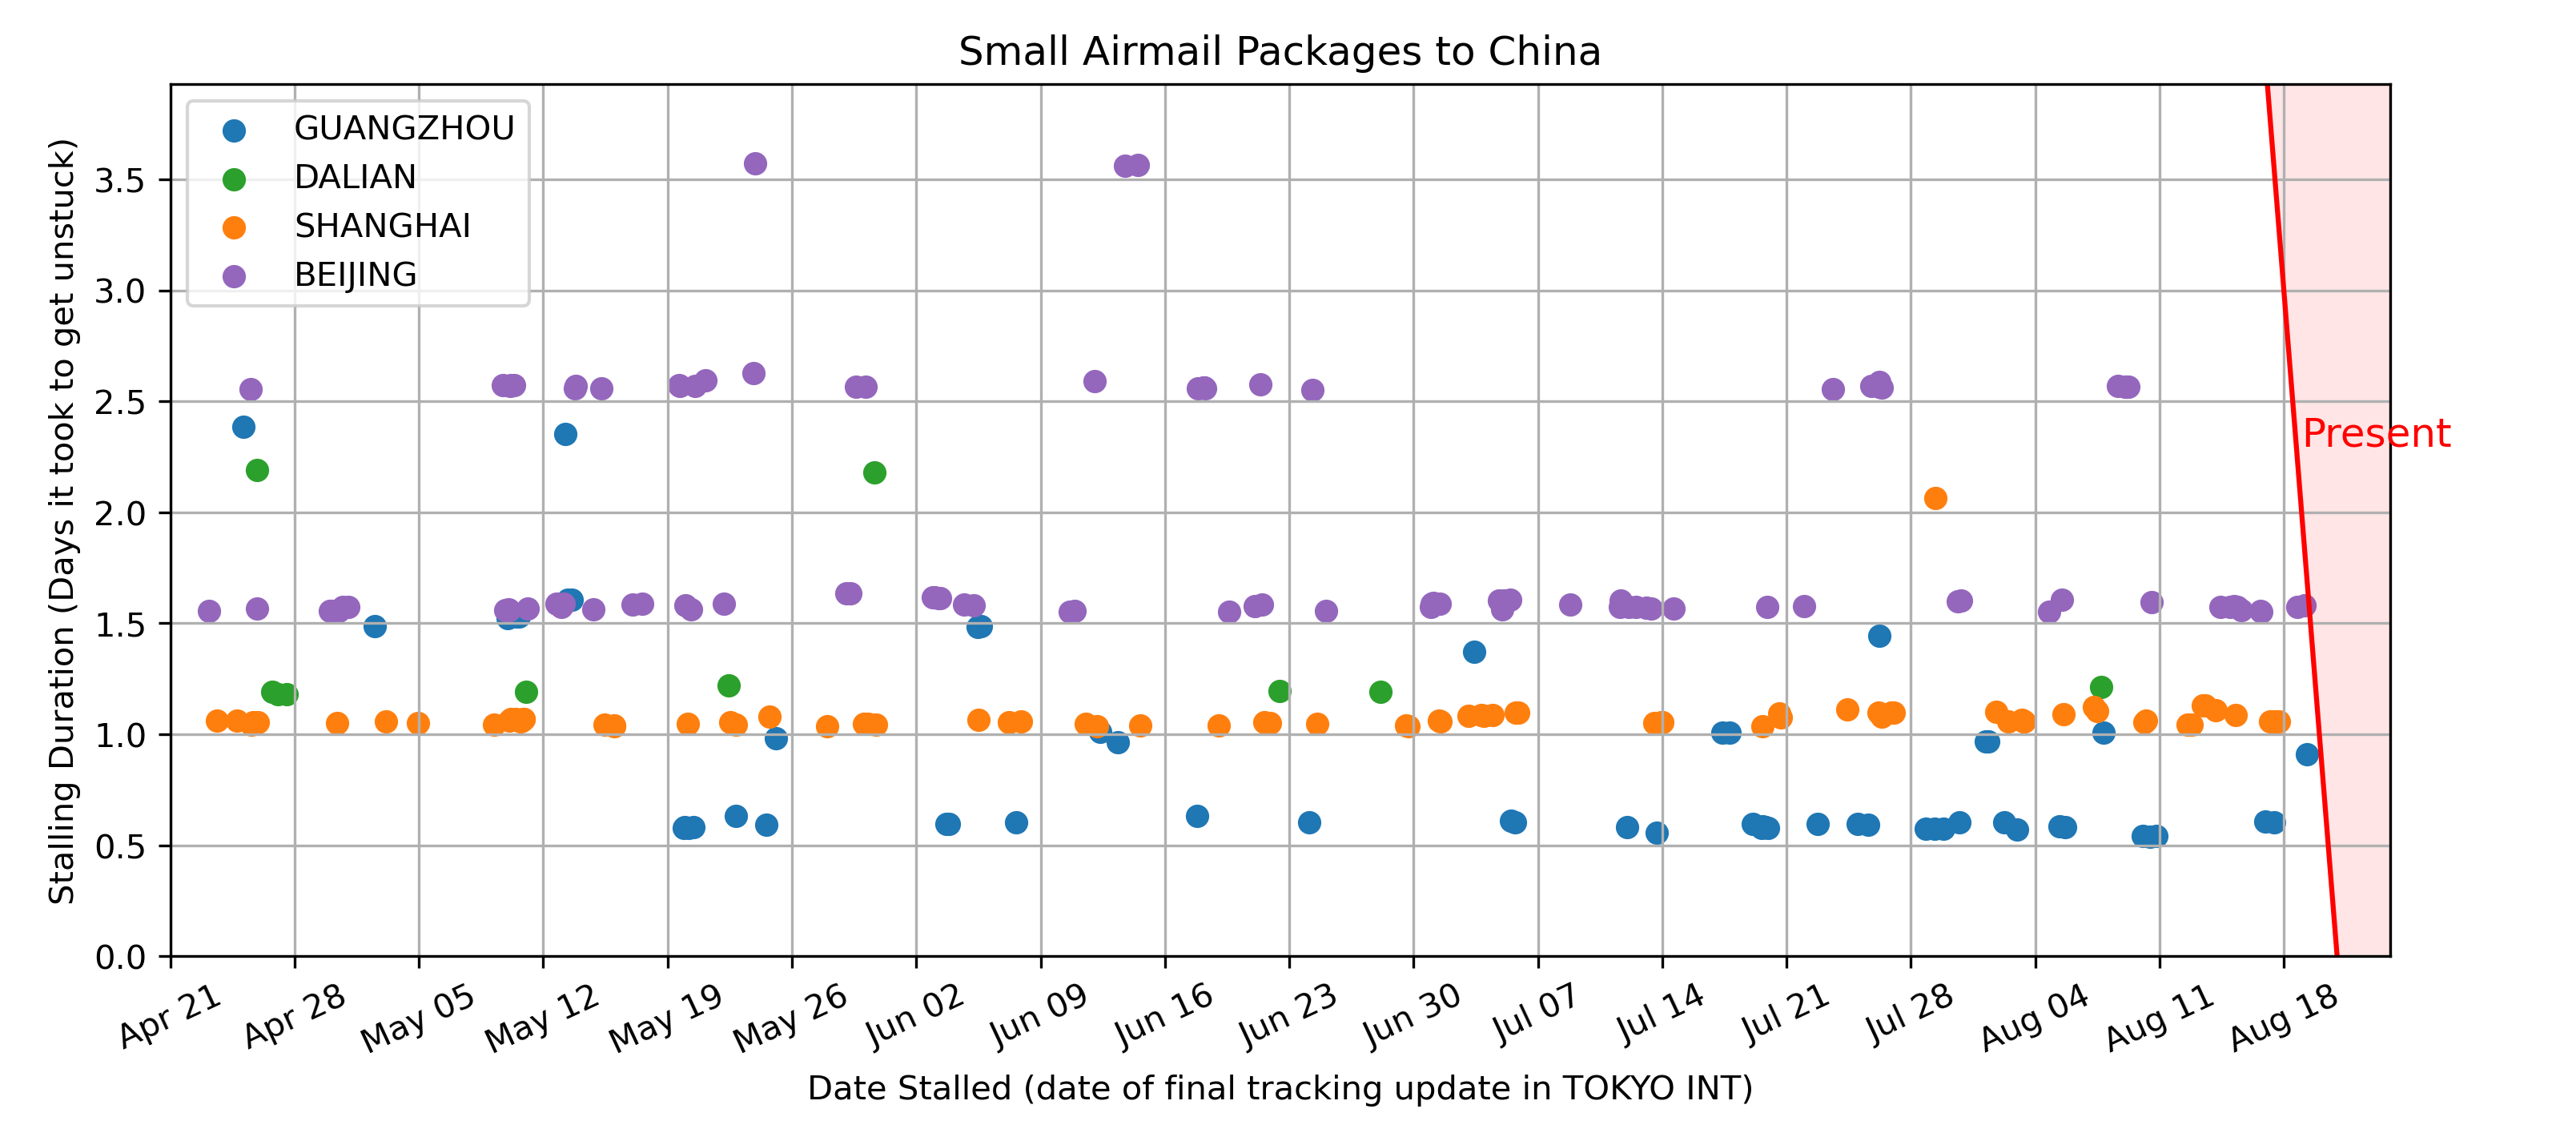 Small Airmail Packages to China
GUANGZHOU
DALIAN
SHANGHAI
BEIJING
Stalling Duration (Days it took to get unstuck)
3.5
3.0
2.5
2.0
1.5
1.0
0.5
0.0
Present
Apr 21
Apr 28
May 05
May 12
May 19
May 26
Jun 02
Jun 09
Jun 16
Jun 23
Jun 30
Jul 07
Jul 14
Jul 21
Jul 28
Aug 04
Aug 11
Aug 18
Date Stalled (date of final tracking update in TOKYO INT)